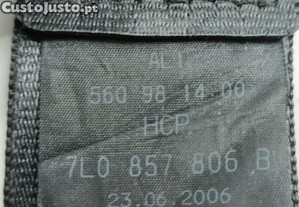 CustoJusto.pt
ALT
560 98 14 00
HCP
7L0 857 806 B
23.06.2006